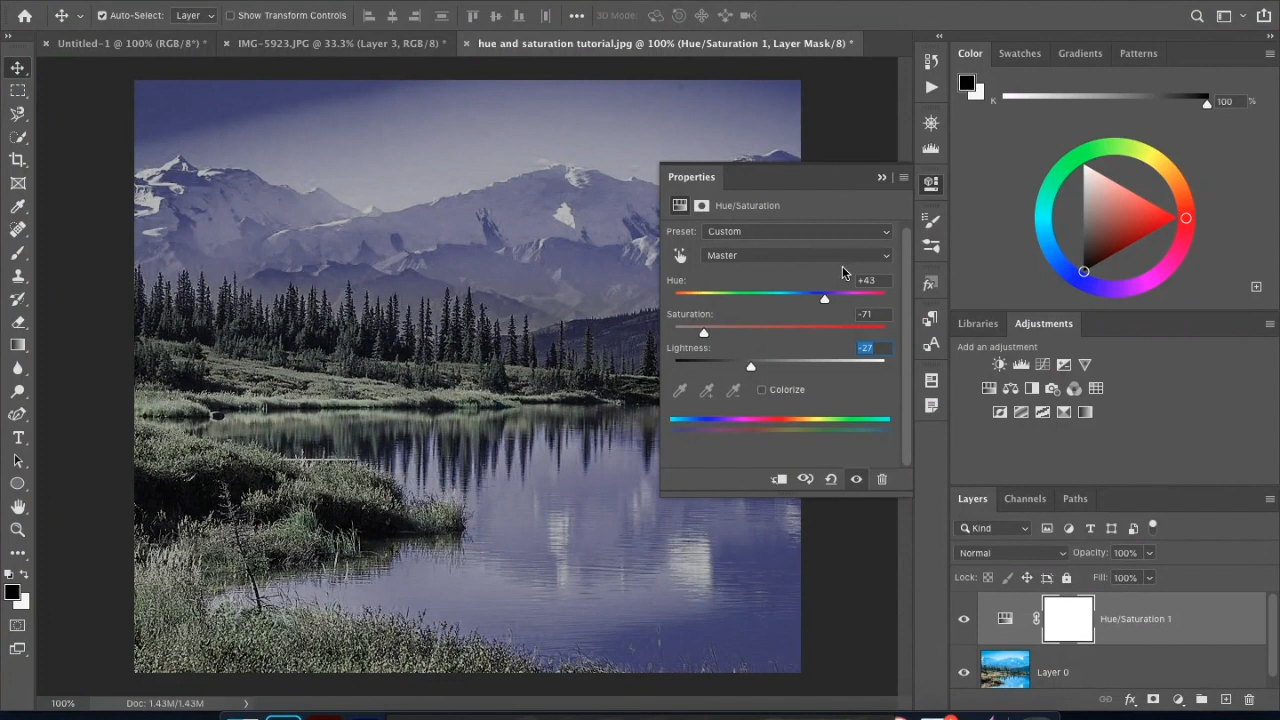 Auto-Select: Layer Show Transform Controls 3D Mode:
Untitled-1 @ 100% (RGB/8*) * IMG-5923.JPG @ 33.3% (Layer 3, RGB/8) * hue and saturation tutorial.jpg @ 100% (Hue/Saturation 1, Layer Mask/8) *
Color Swatches Gradients Patterns
K 100 %
Properties
Hue/Saturation
Preset: Custom
Master
Hue: +43
Saturation: -71
Lightness: -27
Colorize
Libraries Adjustments
Add an adjustment
Layers Channels Paths
Kind
Normal Opacity: 100%
Lock: Fill: 100%
Hue/Saturation 1
Layer 0
100% Doc: 1.43M/1.43M